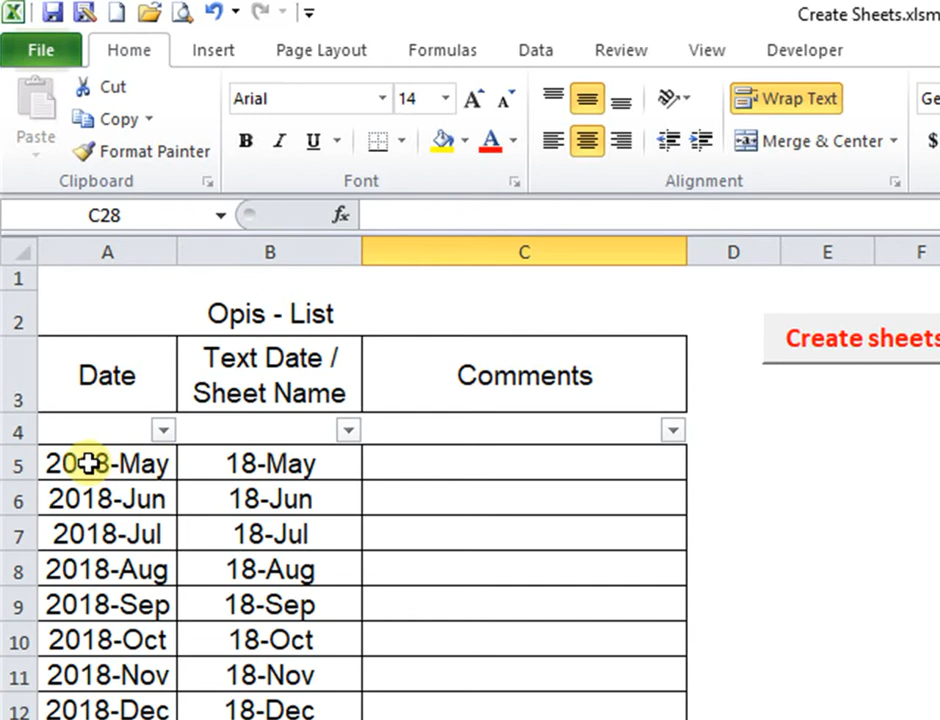 Create Sheets.xlsm
File Home Insert Page Layout Formulas Data Review View Developer
Paste Cut Copy Format Painter
Clipboard
Arial 14
B I U A
Font
Wrap Text
Merge & Center
Alignment
Ge
$
C28 fx
A B C D E F
1
2 Opis - List
Create sheets
3 Date Text Date / Sheet Name Comments
4
5 2018-May 18-May
6 2018-Jun 18-Jun
7 2018-Jul 18-Jul
8 2018-Aug 18-Aug
9 2018-Sep 18-Sep
10 2018-Oct 18-Oct
11 2018-Nov 18-Nov
12 2018-Dec 18-Dec